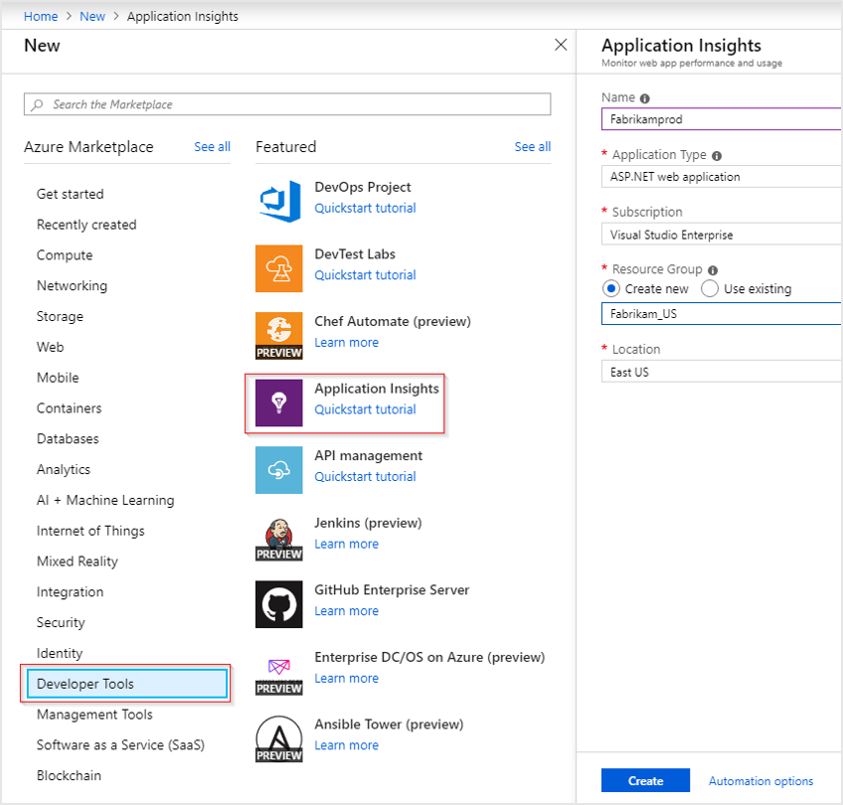 Home > New > Application Insights
New
Search the Marketplace
Azure Marketplace See all
Get started
Recently created
Compute
Networking
Storage
Web
Mobile
Containers
Databases
Analytics
AI + Machine Learning
Internet of Things
Mixed Reality
Integration
Security
Identity
Developer Tools
Management Tools
Software as a Service (SaaS)
Blockchain
Featured See all
DevOps Project
Quickstart tutorial
DevTest Labs
Quickstart tutorial
PREVIEW
Chef Automate (preview)
Learn more
Application Insights
Quickstart tutorial
API management
Quickstart tutorial
PREVIEW
Jenkins (preview)
Learn more
GitHub Enterprise Server
Learn more
PREVIEW
Enterprise DC/OS on Azure (preview)
Learn more
PREVIEW
Ansible Tower (preview)
Learn more
Application Insights
Monitor web app performance and usage
Name
Fabrikamprod
* Application Type
ASP.NET web application
* Subscription
Visual Studio Enterprise
* Resource Group
Create new Use existing
Fabrikam_US
* Location
East US
Create Automation options